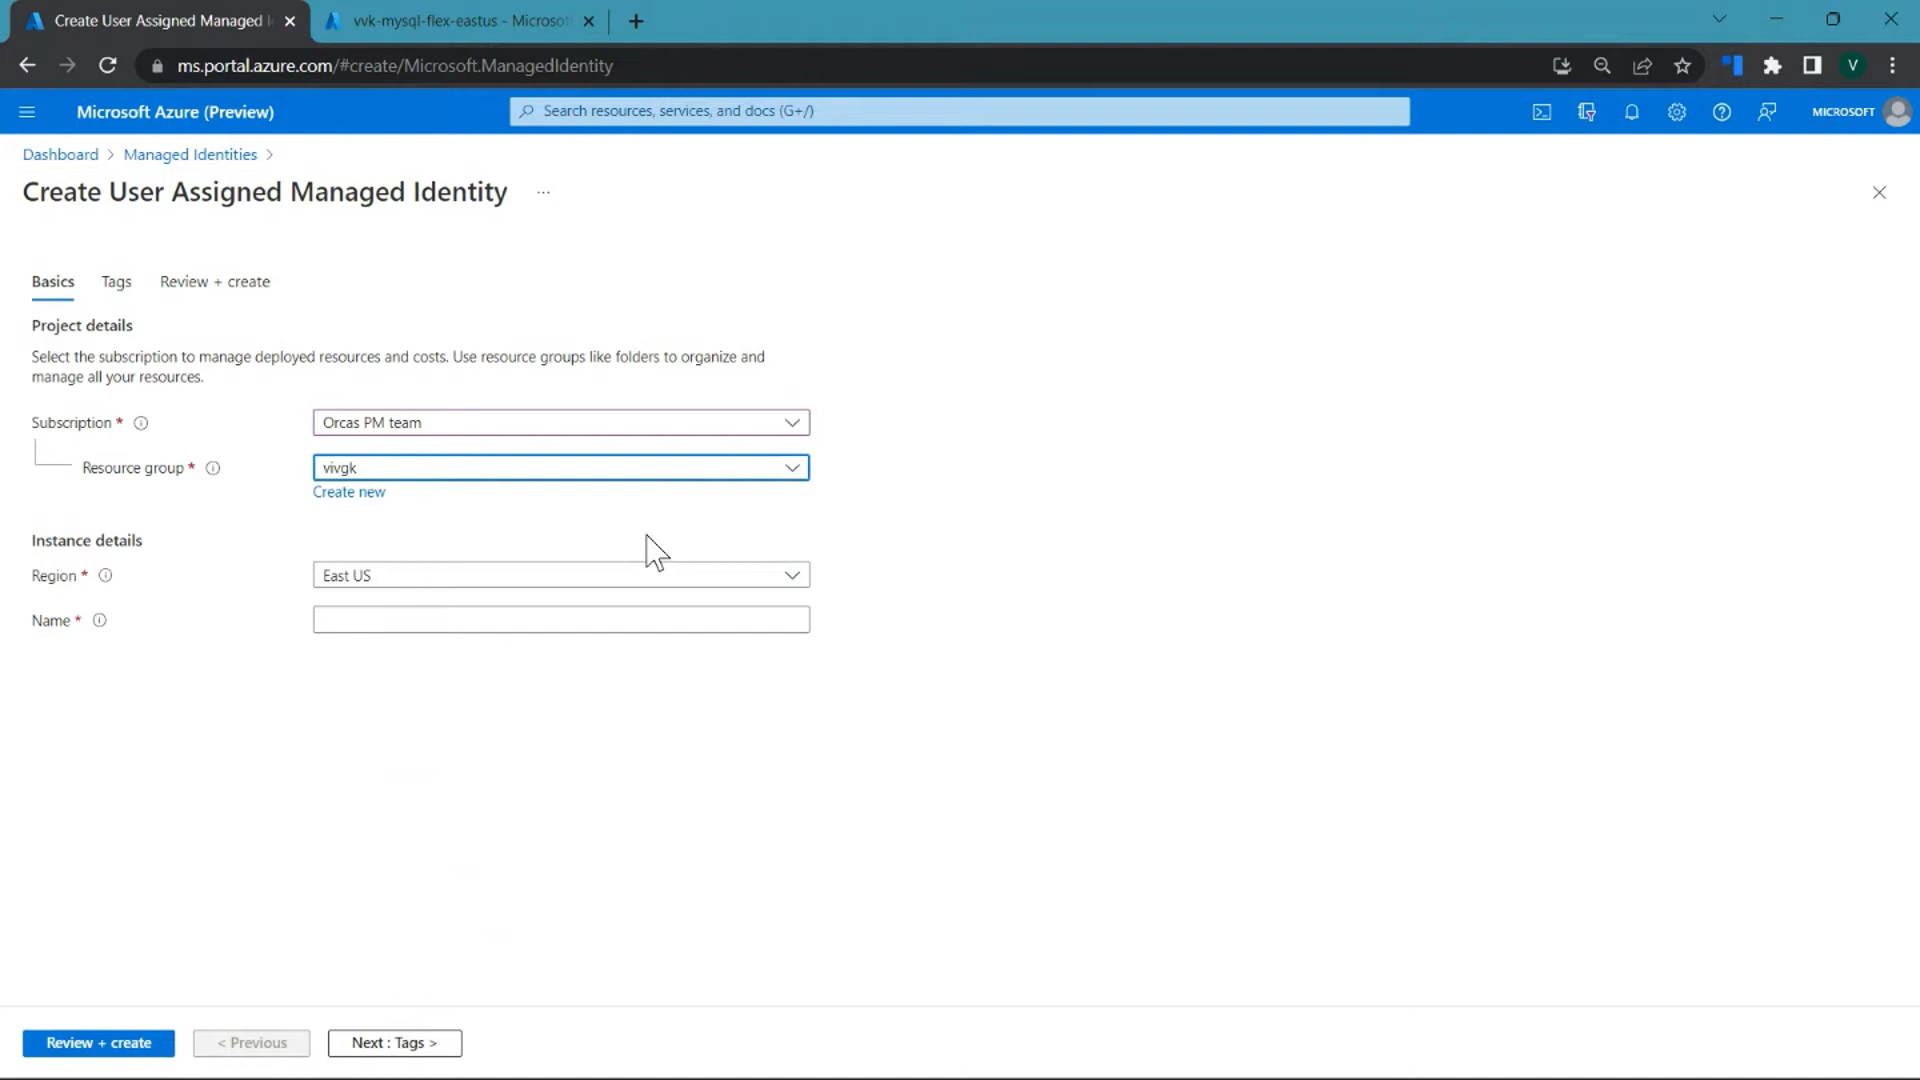 Create User Assigned Managed I
vvk-mysql-flex-eastus - Microsof
ms.portal.azure.com/#create/Microsoft.ManagedIdentity
V
Microsoft Azure (Preview)
Search resources, services, and docs (G+/)
MICROSOFT
Dashboard > Managed Identities >
Create User Assigned Managed Identity ...
Basics Tags Review + create
Project details
Select the subscription to manage deployed resources and costs. Use resource groups like folders to organize and
manage all your resources.
Subscription *
Orcas PM team
Resource group *
vivgk
Create new
Instance details
Region *
East US
Name *
Review + create
< Previous
Next : Tags >